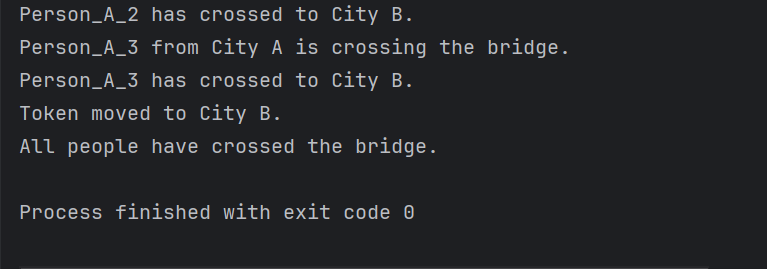 Person_A_2 has crossed to City B.
Person_A_3 from City A is crossing the bridge.
Person_A_3 has crossed to City B.
Token moved to City B.
All people have crossed the bridge.
Process finished with exit code 0